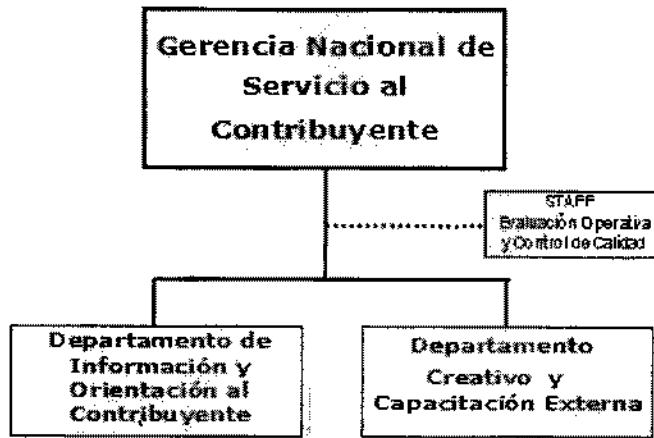 Gerencia Nacional de
Servicio al
Contribuyente
STAFF
Evaluación Operativa
y Control de Calidad
Departamento de
Información y
Orientación al
Contribuyente
Departamento
Creativo y
Capacitación Externa